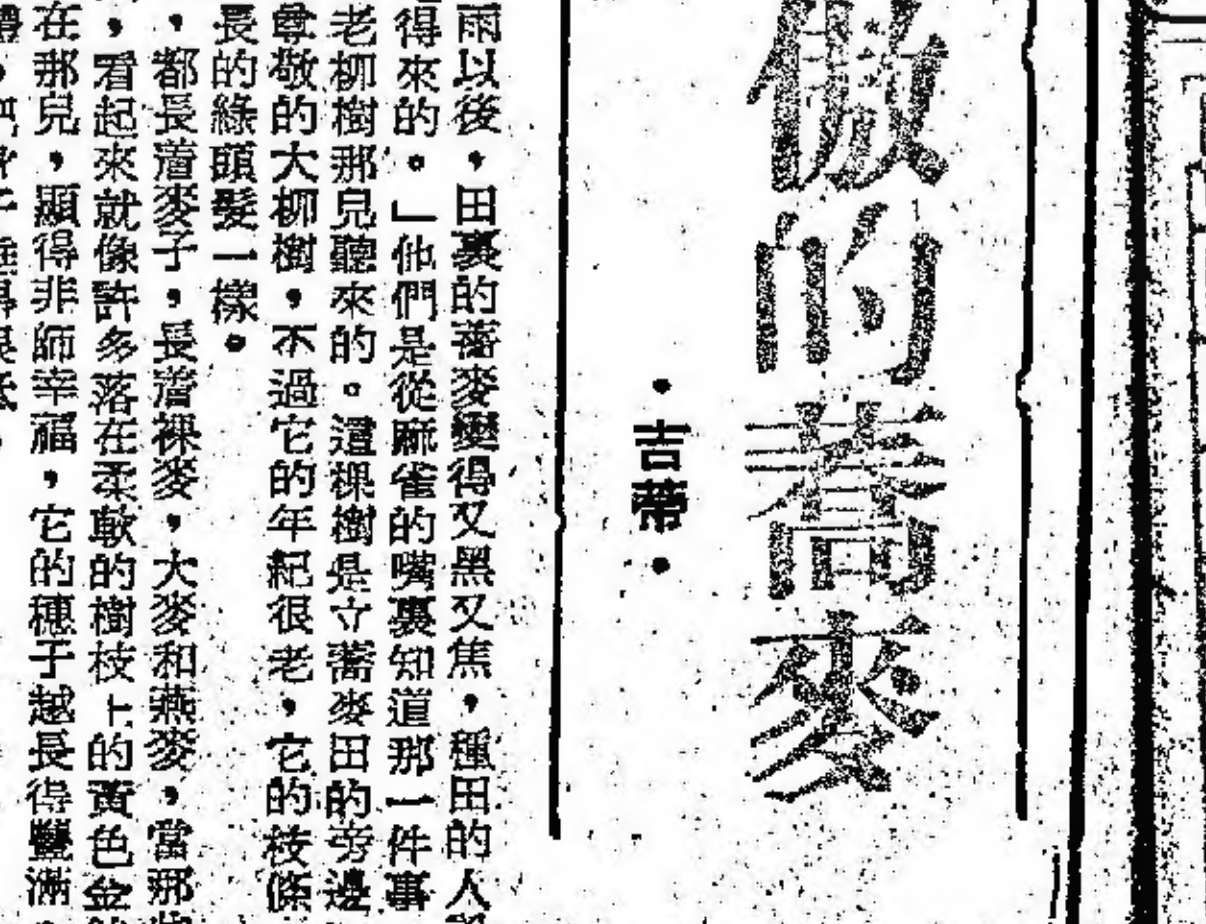 傲的蕎麥
•吉蒂•
雨以後，田裏的蕎麥變得又黑又焦，種田的人
得來的。」他們是從麻雀的嘴裏知道那一件事
老柳樹那兒聽來的。這棵樹是立蕎麥田的旁邊
尊敬的大柳樹，不過它的年紀很老，它的枝條
長的綠頭髮一樣。
，都長着麥子，長着裸麥，大麥和燕麥，當那
，看起來就像許多落在柔軟的樹枝上的黃色金
在那兒，顯得非師幸福，它的穗子越長得豐滿